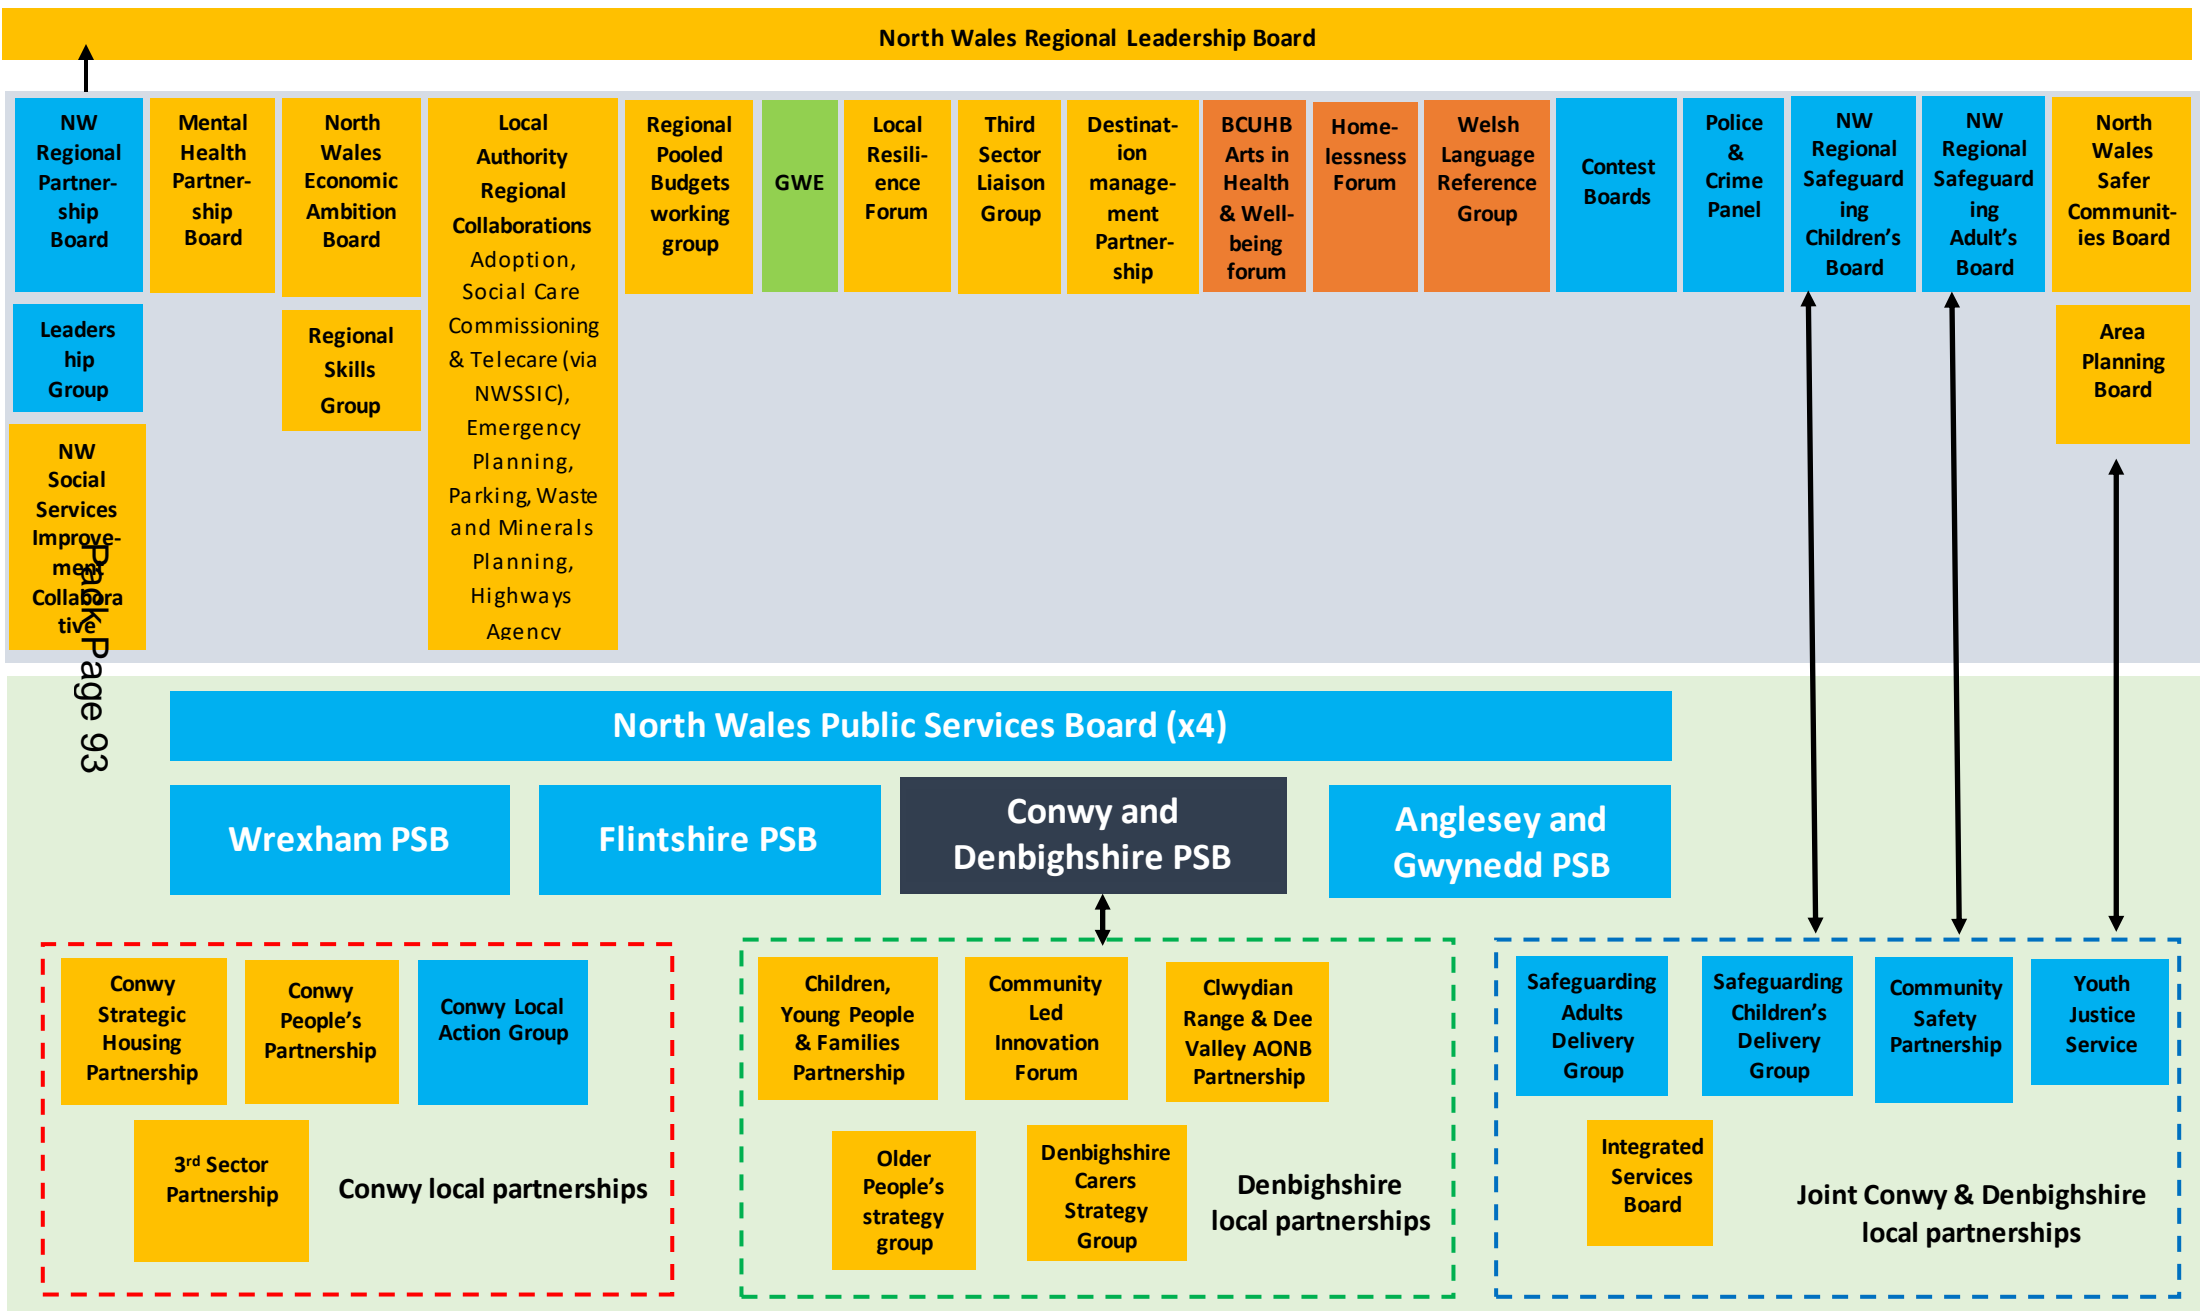 North Wales Regional Leadership Board
NW
Regional
Partner-
ship
Board
Mental
Health
Partner-
ship
Board
North
Wales
Economic
Ambition
Board
Local
Authority
Regional
Collaborations
Adoption,
Social Care
Commissioning
& Telecare (via
NWSSIC),
Emergency
Planning,
Parking, Waste
and Minerals
Planning,
Highways
Agency
Regional
Pooled
Budgets
working
group
GWE
Local
Resili-
ence
Forum
Third
Sector
Liaison
Group
Destinat-
ion
manage-
ment
Partner-
ship
BCUHB
Arts in
Health
& Well-
being
forum
Home-
lessness
Forum
Welsh
Language
Reference
Group
Contest
Boards
Police
&
Crime
Panel
NW
Regional
Safeguard
ing
Children's
Board
NW
Regional
Safeguard
ing
Adult's
Board
North
Wales
Safer
Communit-
ies Board
Leaders
hip
Group
Regional
Skills
Group
Area
Planning
Board
NW
Social
Services
Improve-
ment
Collabora
tive
Pack Page 93
North Wales Public Services Board (x4)
Wrexham PSB
Flintshire PSB
Conwy and
Denbighshire PSB
Anglesey and
Gwynedd PSB
Conwy
Strategic
Housing
Partnership
Conwy
People's
Partnership
Conwy Local
Action Group
3rd Sector
Partnership
Conwy local partnerships
Children,
Young People
& Families
Partnership
Community
Led
Innovation
Forum
Clwydian
Range & Dee
Valley AONB
Partnership
Older
People's
strategy
group
Denbighshire
Carers
Strategy
Group
Denbighshire
local partnerships
Safeguarding
Adults
Delivery
Group
Safeguarding
Children's
Delivery
Group
Community
Safety
Partnership
Youth
Justice
Service
Integrated
Services
Board
Joint Conwy & Denbighshire
local partnerships